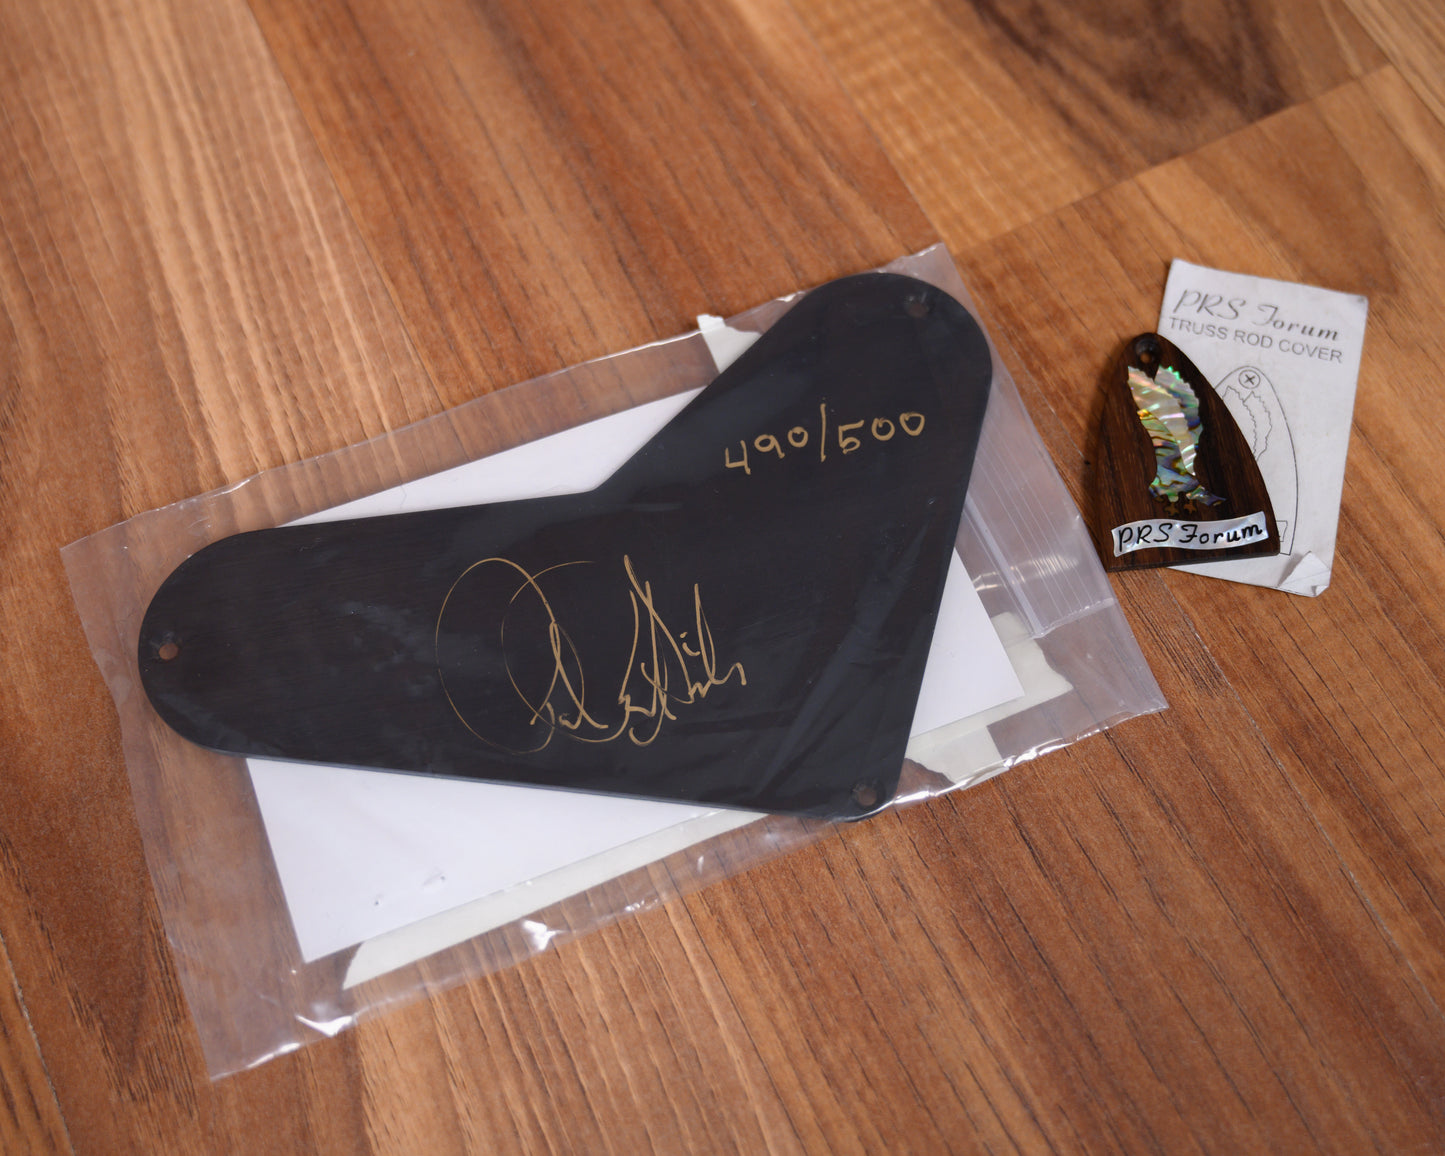 490/500
PRS Forum
TRUSS ROD COVER
PRS Forum